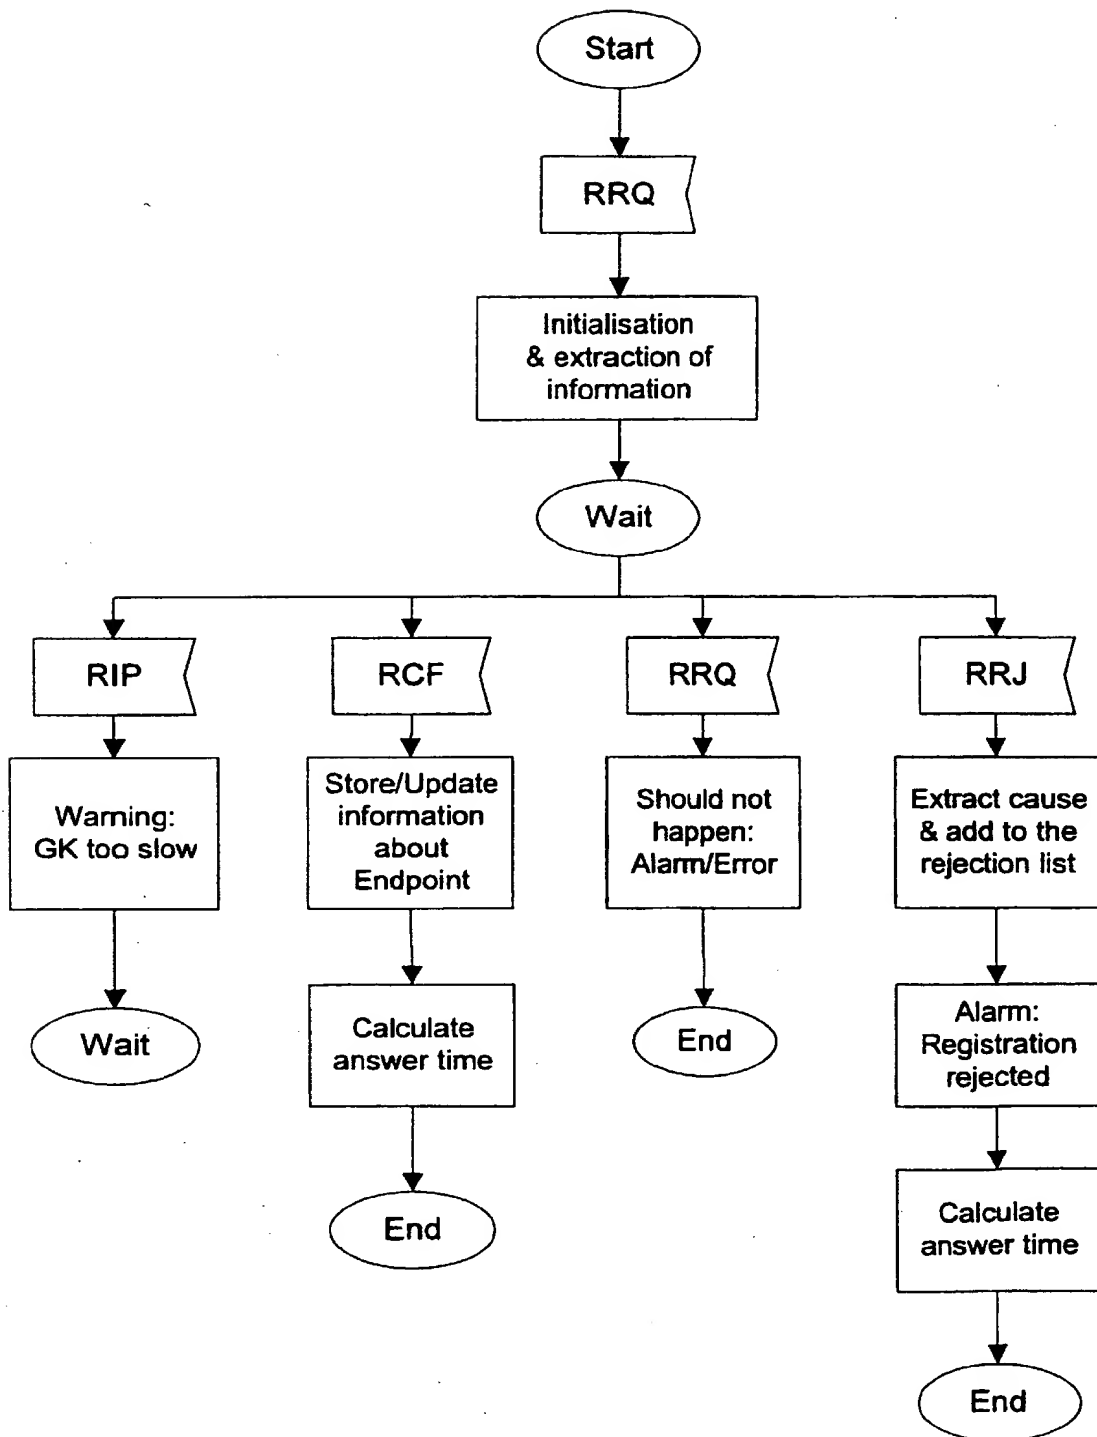 Start
RRQ
Initialisation
& extraction of
information
Wait
RIP
RCF
RRQ
RRJ
Warning:
GK too slow
Store/Update
information
about
Endpoint
Should not
happen:
Alarm/Error
Extract cause
& add to the
rejection list
Wait
Calculate
answer time
End
Alarm:
Registration
rejected
End
Calculate
answer time
End